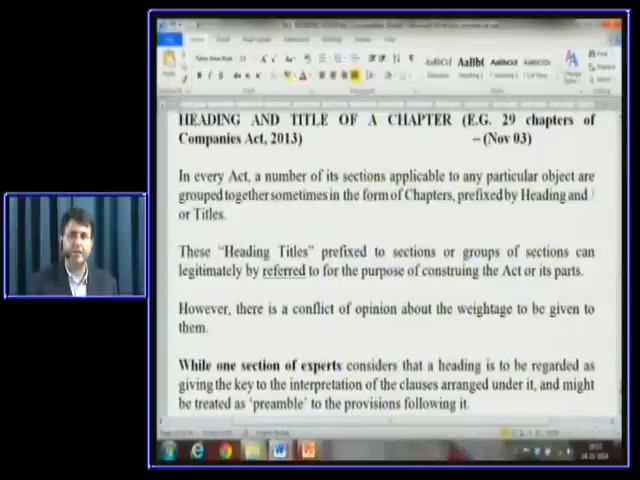 HEADING AND TITLE OF A CHAPTER (E.G. 29 chapters of
Companies Act, 2013) – (Nov 03)
In every Act, a number of its sections applicable to any particular object are
grouped together sometimes in the form of Chapters, prefixed by Heading and /
or Titles.
These “Heading Titles” prefixed to sections or groups of sections can
legitimately by referred to for the purpose of construing the Act or its parts.
However, there is a conflict of opinion about the weightage to be given to
them.
While one section of experts considers that a heading is to be regarded as
giving the key to the interpretation of the clauses arranged under it, and might
be treated as ‘preamble’ to the provisions following it.